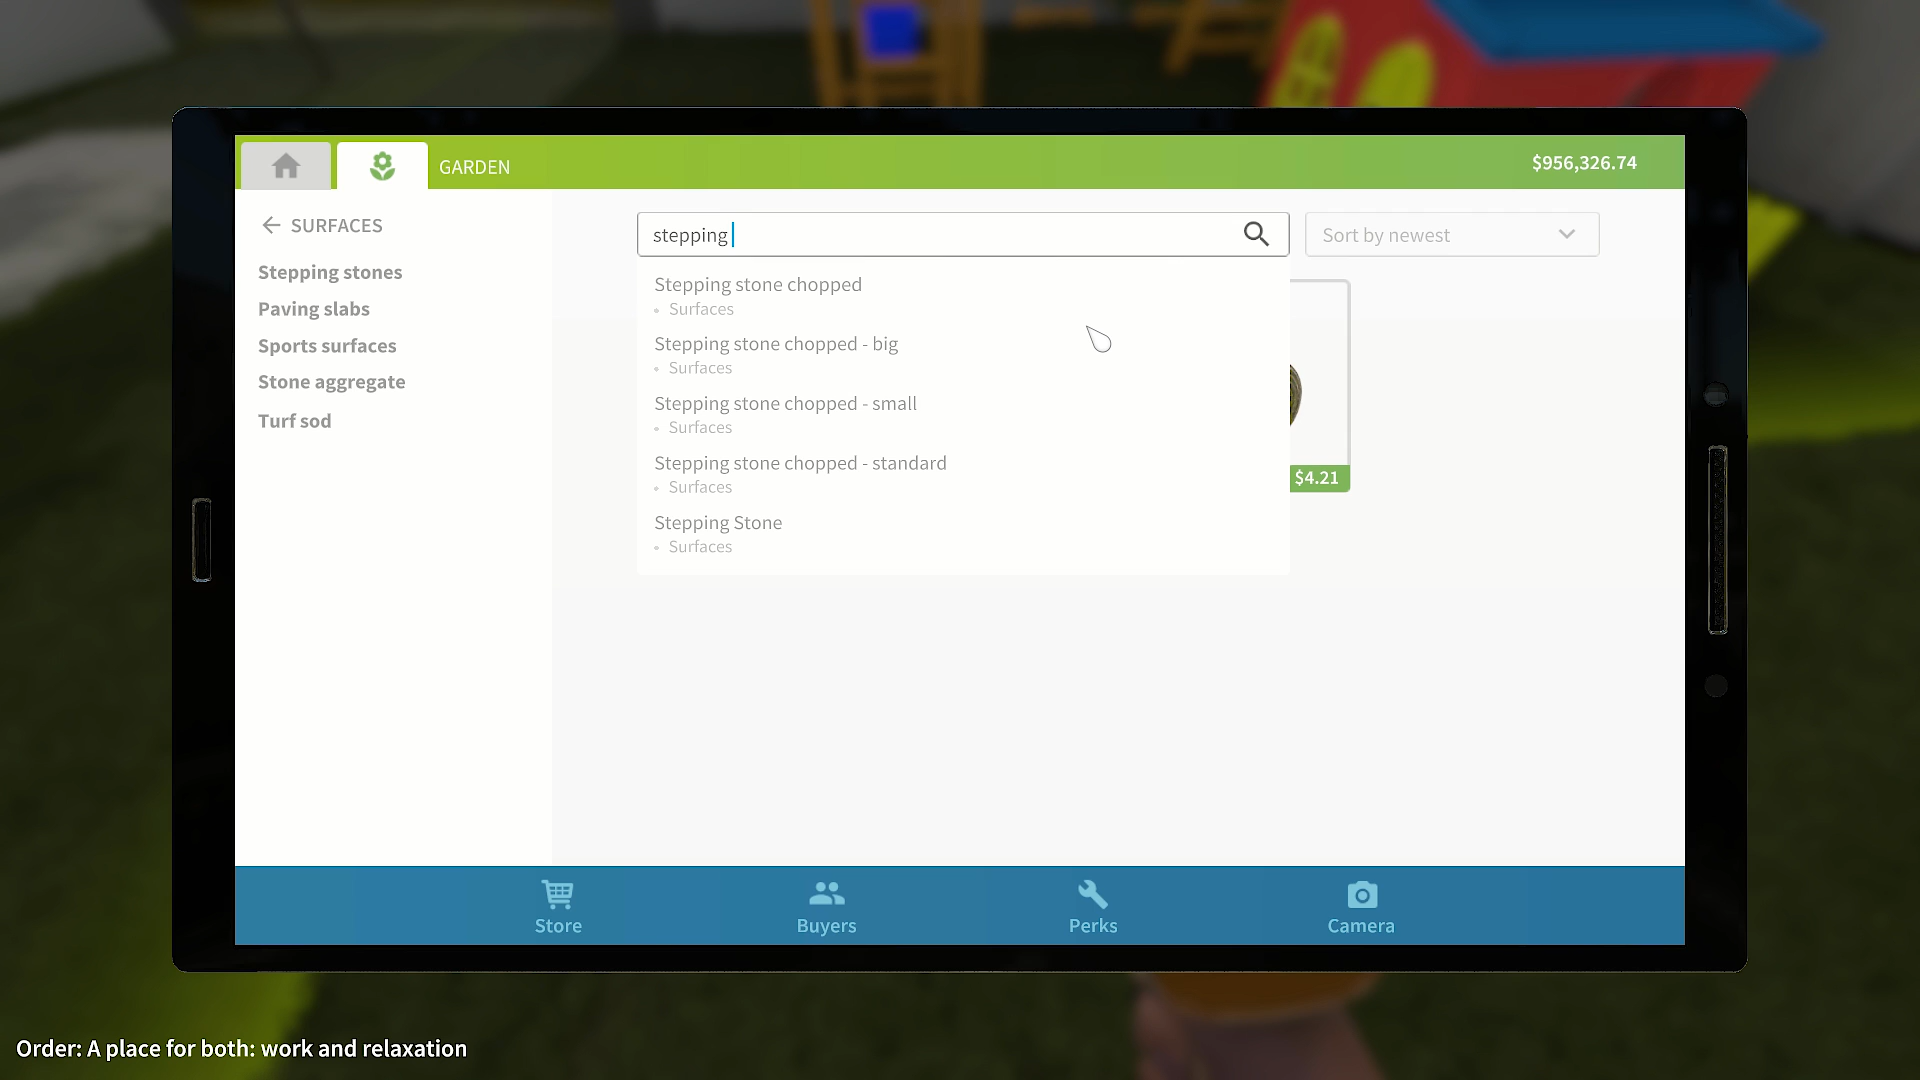 GARDEN
$956,326.74
SURFACES
Stepping stones
Paving slabs
Sports surfaces
Stone aggregate
Turf sod
stepping
Sort by newest
Stepping stone chopped
• Surfaces
Stepping stone chopped - big
• Surfaces
Stepping stone chopped - small
• Surfaces
Stepping stone chopped - standard
• Surfaces
Stepping Stone
• Surfaces
$4.21
Store
Buyers
Perks
Camera
Order: A place for both: work and relaxation